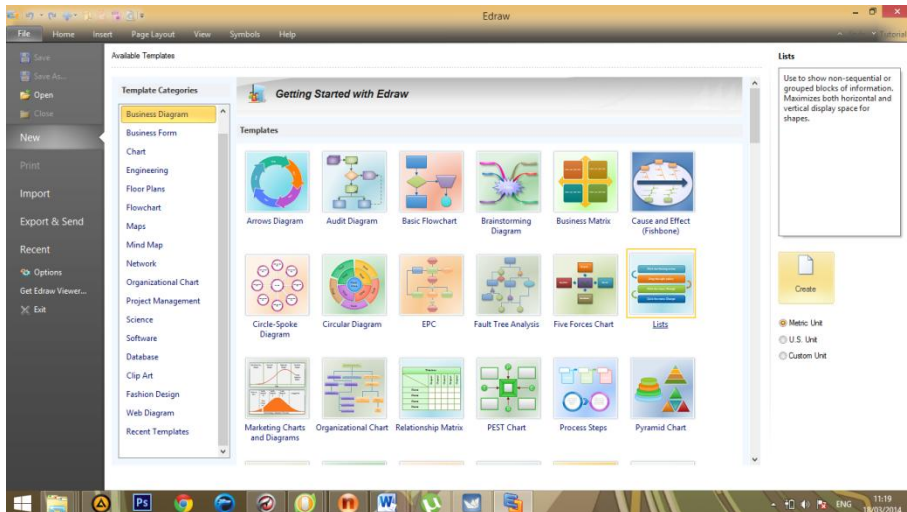 Edraw
File Home Insert Page Layout View Symbols Help
Tutorial
Save
Save As...
Open
Close
New
Print
Import
Export & Send
Recent
Options
Get Edraw Viewer...
Exit
Available Templates
Template Categories
Business Diagram
Business Form
Chart
Engineering
Floor Plans
Flowchart
Maps
Mind Map
Network
Organizational Chart
Project Management
Science
Software
Database
Clip Art
Fashion Design
Web Diagram
Recent Templates
Getting Started with Edraw
Templates
Arrows Diagram Audit Diagram Basic Flowchart Brainstorming Business Matrix Cause and Effect
Diagram (Fishbone)
Circle-Spoke Circular Diagram EPC Fault Tree Analysis Five Forces Chart Lists
Diagram
Marketing Charts Organizational Chart Relationship Matrix PEST Chart Process Steps Pyramid Chart
and Diagrams
Lists
Use to show non-sequential or
grouped blocks of information.
Maximizes both horizontal and
vertical display space for
shapes.
Create
Metric Unit
U.S. Unit
Custom Unit
Ps
W
ENG
11:19
18/03/2014